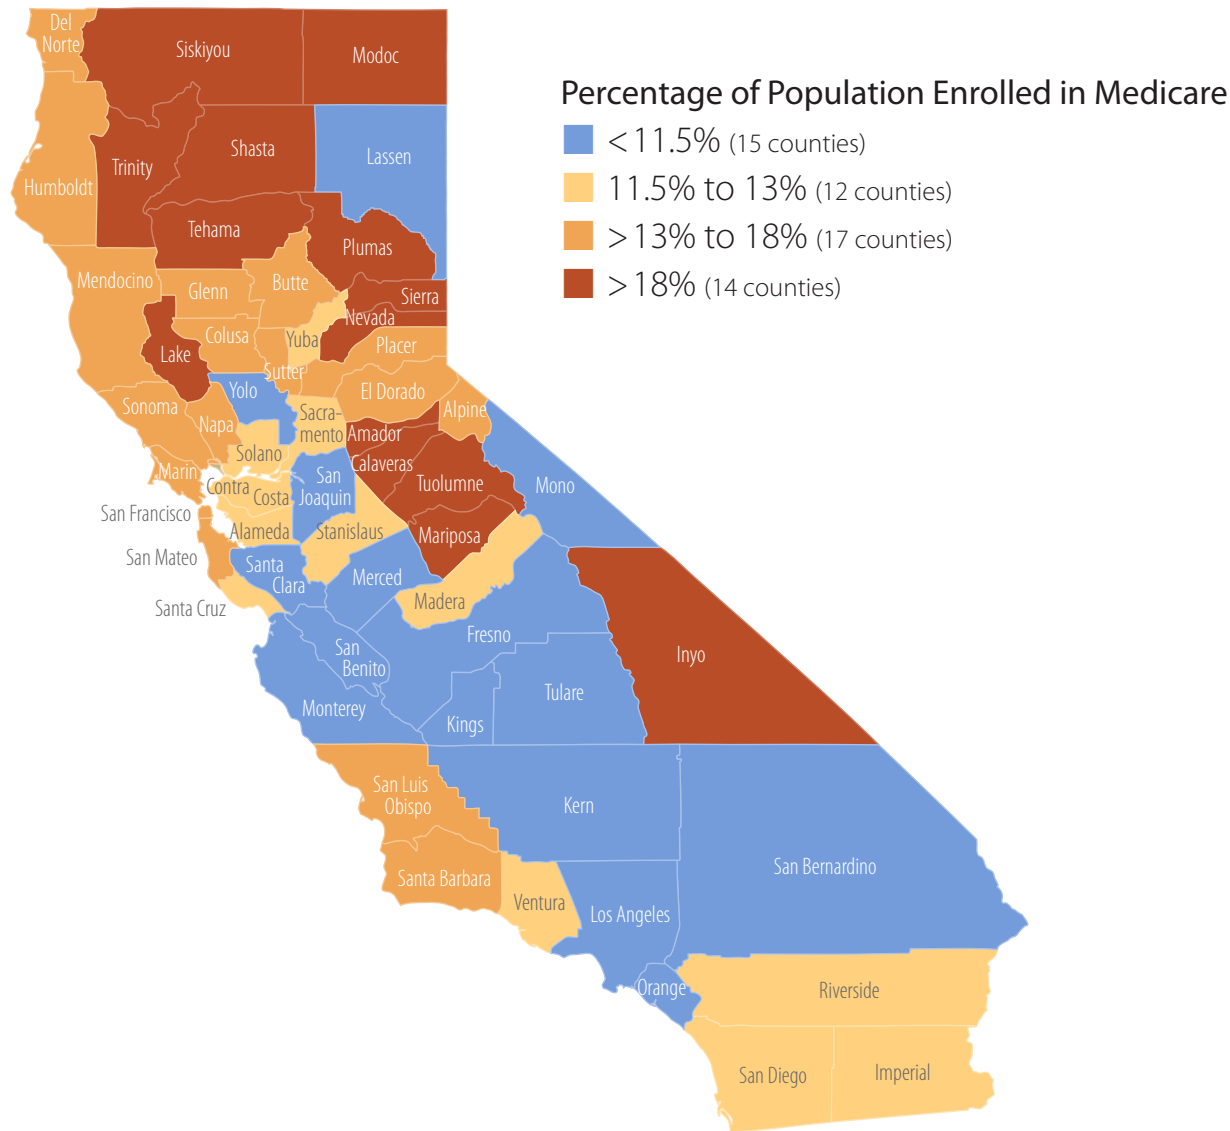 Percentage of Population Enrolled in Medicare
< 11.5% (15 counties)
11.5% to 13% (12 counties)
> 13% to 18% (17 counties)
> 18% (14 counties)
Del
Norte
Siskiyou
Modoc
Trinity
Shasta
Lassen
Humboldt
Tehama
Plumas
Mendocino
Glenn
Butte
Sierra
Nevada
Lake
Colusa
Yuba
Placer
Sutter
Yolo
El Dorado
Sonoma
Napa
Sacra-
mento
Alpine
Amador
Solano
Calaveras
Marin
Contra
Costa
San
Joaquin
Tuolumne
Mono
San Francisco
Alameda
Stanislaus
Mariposa
San Mateo
Santa
Clara
Merced
Santa Cruz
Madera
Fresno
San
Benito
Inyo
Monterey
Kings
Tulare
San Luis
Obispo
Kern
Santa Barbara
Ventura
Los Angeles
San Bernardino
Orange
Riverside
San Diego
Imperial